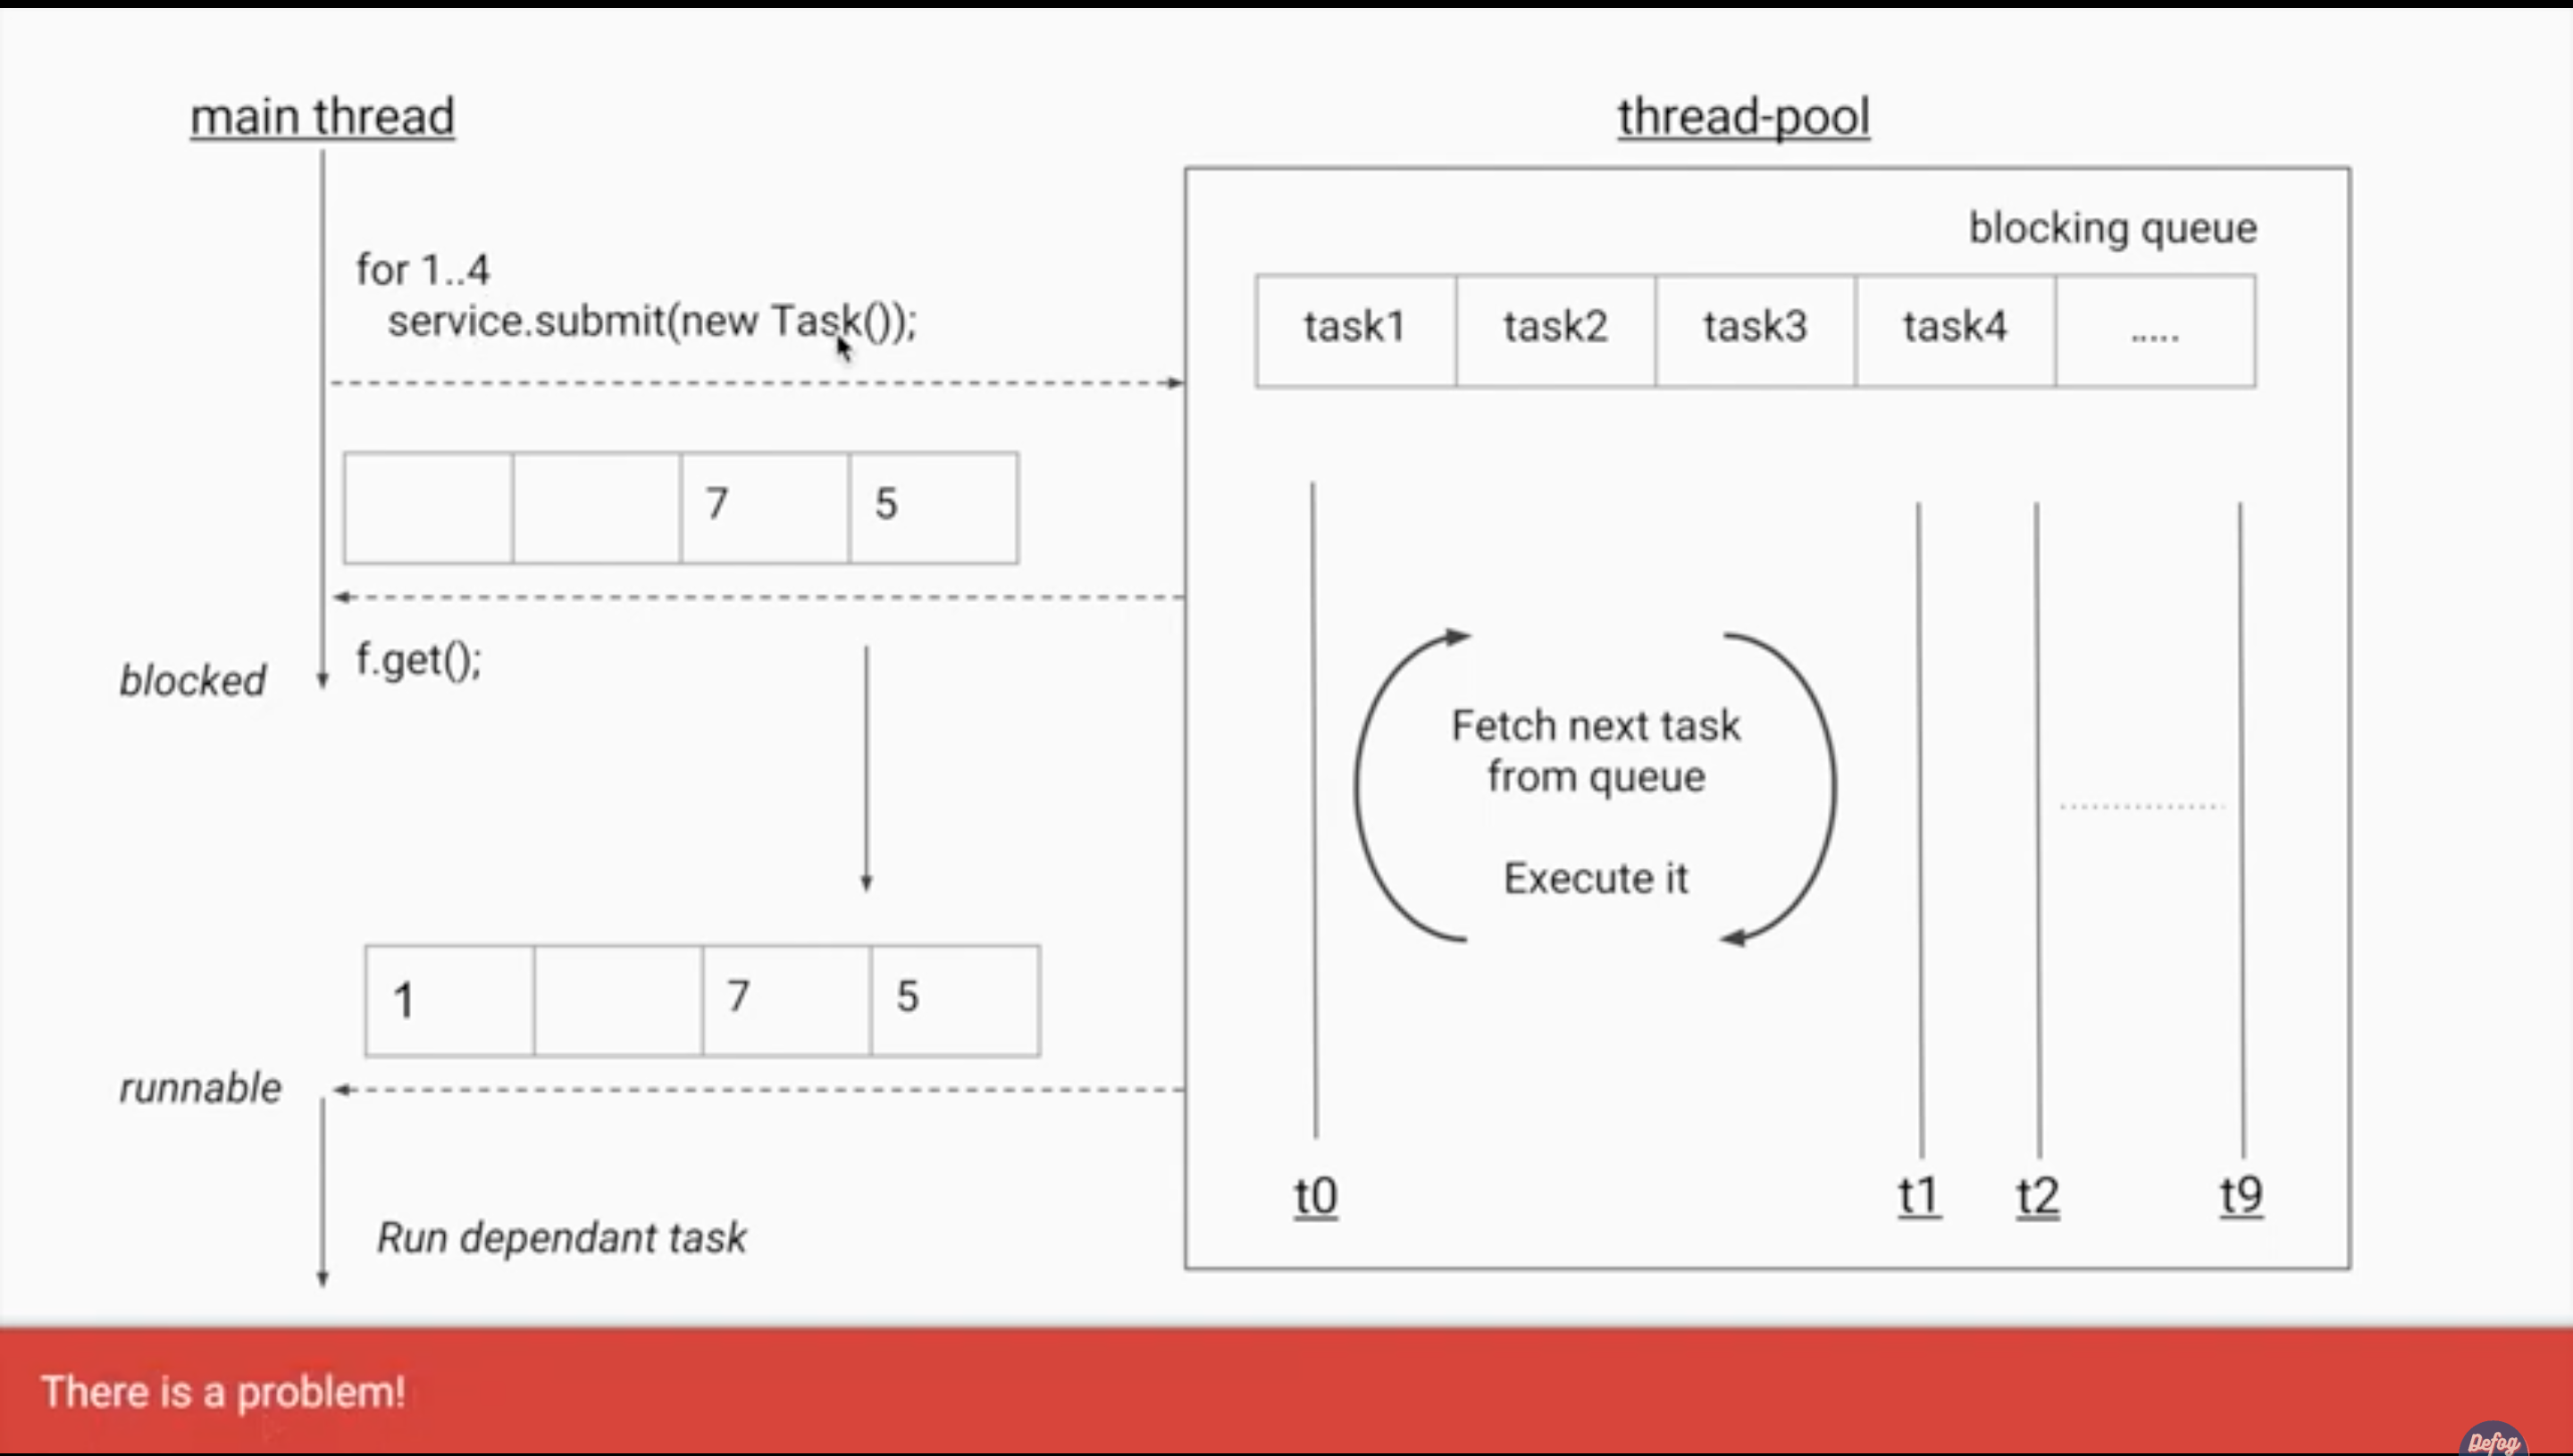 main thread
thread-pool
for 1..4
service.submit(new Task());
blocking queue
task1
task2
task3
task4
.....
7
5
blocked
f.get();
Fetch next task
from queue
Execute it
1
7
5
runnable
Run dependant task
t0
t1
t2
t9
There is a problem!
Defog